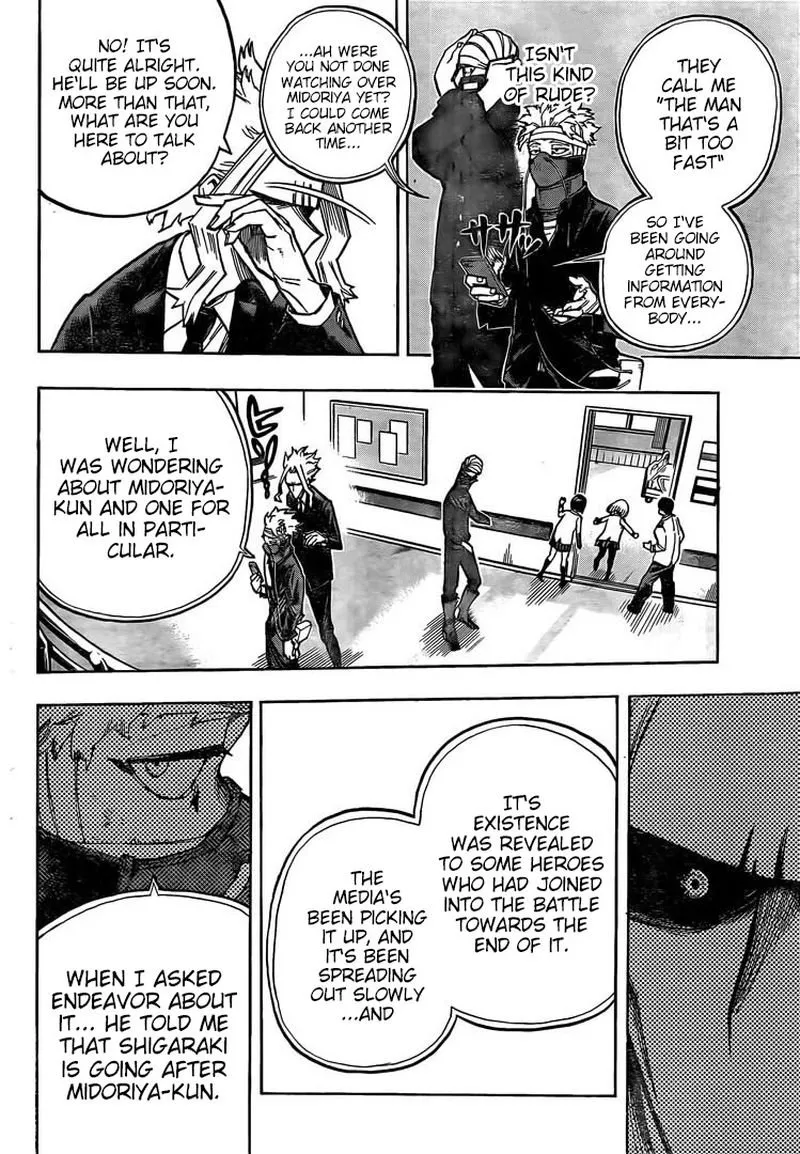 THEY
CALL ME
"THE MAN
THAT'S A
BIT TOO
FAST"
SO I'VE
BEEN GOING
AROUND
GETTING
INFORMATION
FROM EVERY-
BODY...
ISN'T
THIS KIND
OF RUDE?
ササッ
...AH WERE
YOU NOT DONE
WATCHING OVER
MIDORIYA YET?
I COULD COME
BACK ANOTHER
TIME...
NO! IT'S
QUITE ALRIGHT.
HE'LL BE UP SOON.
MORE THAN THAT,
WHAT ARE YOU
HERE TO TALK
ABOUT?
WELL, I
WAS WONDERING
ABOUT MIDORIYA-
KUN AND ONE FOR
ALL IN PARTI-
CULAR.
IT'S
EXISTENCE
WAS REVEALED
TO SOME HEROES
WHO HAD JOINED
INTO THE BATTLE
TOWARDS THE
END OF IT.
THE
MEDIA'S
BEEN PICKING
IT UP, AND
IT'S BEEN
SPREADING
OUT SLOWLY
...AND
WHEN I ASKED
ENDEAVOR ABOUT
IT... HE TOLD ME
THAT SHIGARAKI
IS GOING AFTER
MIDORIYA-KUN.